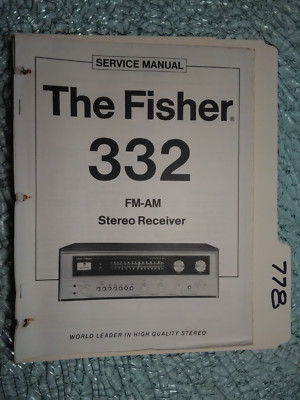 SERVICE MANUAL
The Fisher®
332
FM-AM
Stereo Receiver
WORLD LEADER IN HIGH QUALITY STEREO
778